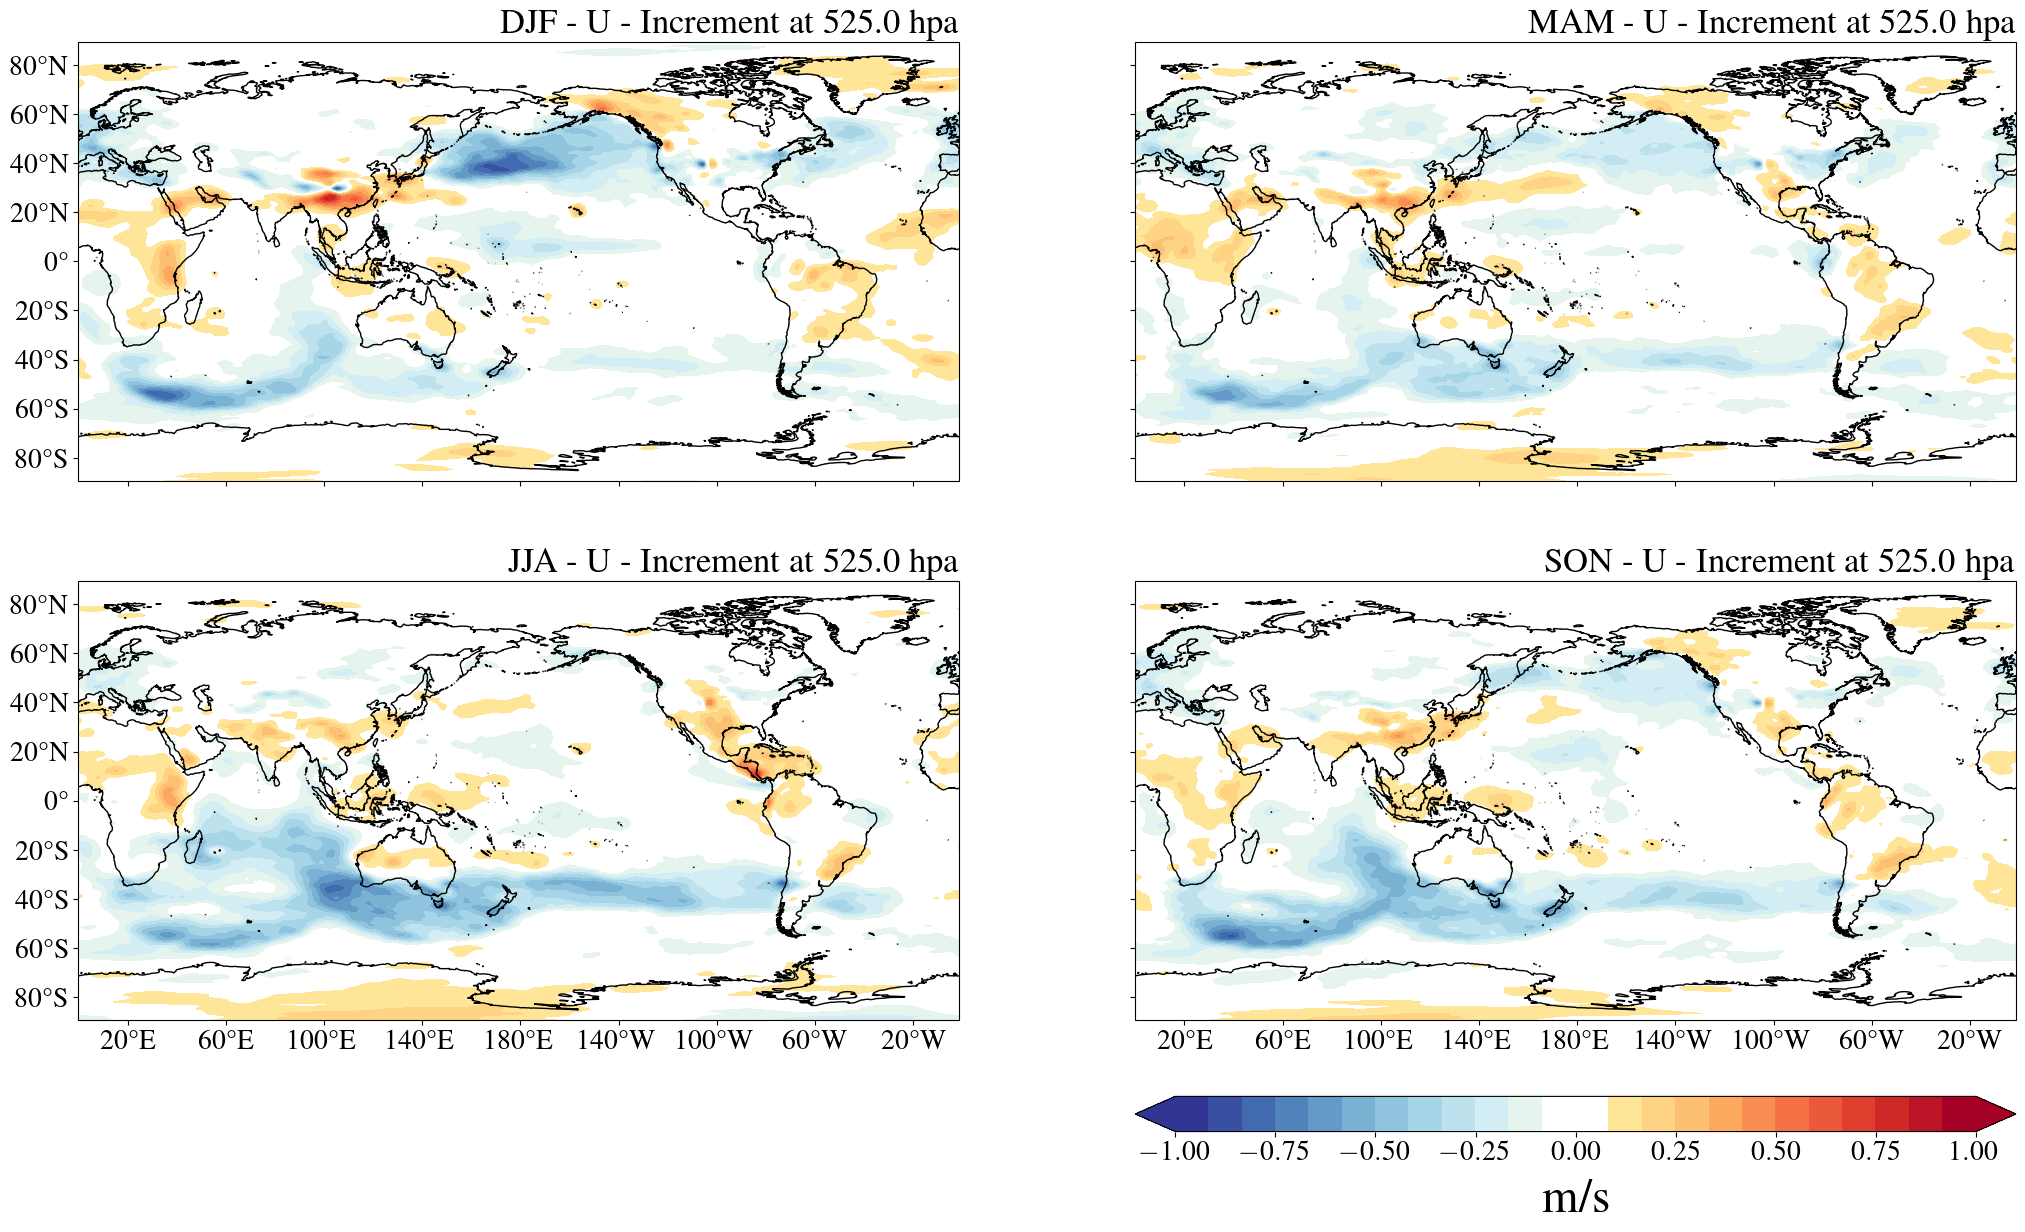 DJF - U - Increment at 525.0 hpa
MAM - U - Increment at 525.0 hpa
80°N
60°N
40°N
20°N
0°
20°S
40°S
60°S
80°S
JJA - U - Increment at 525.0 hpa
SON - U - Increment at 525.0 hpa
80°N
60°N
40°N
20°N
0°
20°S
40°S
60°S
80°S
20°E 60°E 100°E 140°E 180°E 140°W 100°W 60°W 20°W
20°E 60°E 100°E 140°E 180°E 140°W 100°W 60°W 20°W
−1.00 −0.75 −0.50 −0.25 0.00 0.25 0.50 0.75 1.00
m/s